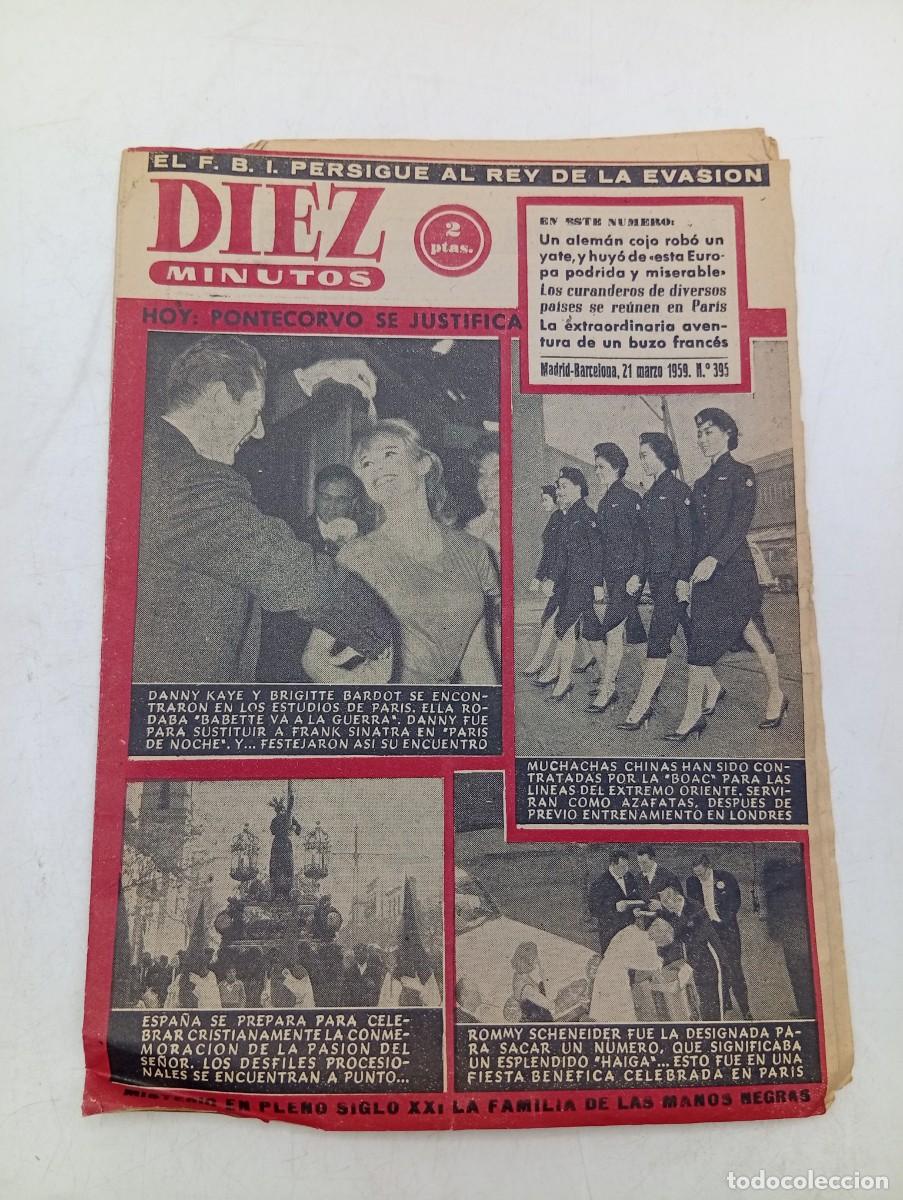 EL F. B. I. PERSIGUE AL REY DE LA EVASION
DIEZ
MINUTOS
2
ptas.
EN ESTE NUMERO:
Un alemán cojo robó un
yate, y huyó de «esta Euro-
pa podrida y miserable»
Los curanderos de diversos
países se reúnen en París
La extraordinaria aven-
tura de un buzo francés
Madrid-Barcelona, 21 marzo 1959. N.º 395
HOY: PONTECORVO SE JUSTIFICA
DANNY KAYE Y BRIGITTE BARDOT SE ENCON-
TRARON EN LOS ESTUDIOS DE PARIS. ELLA RO-
DABA "BABETTE VA A LA GUERRA". DANNY FUE
PARA SUSTITUIR A FRANK SINATRA EN "PARIS
DE NOCHE". Y... FESTEJARON ASI SU ENCUENTRO
MUCHACHAS CHINAS HAN SIDO CON-
TRATADAS POR LA "BOAC" PARA LAS
LINEAS DEL EXTREMO ORIENTE. SERVI-
RAN COMO AZAFATAS, DESPUES DE
PREVIO ENTRENAMIENTO EN LONDRES
ESPAÑA SE PREPARA PARA CELE-
BRAR CRISTIANAMENTE LA CONME-
MORACION DE LA PASION DEL
SEÑOR. LOS DESFILES PROCESIO-
NALES SE ENCUENTRAN A PUNTO...
ROMMY SCHENEIDER FUE LA DESIGNADA PA-
RA SACAR UN NUMERO, QUE SIGNIFICABA
UN ESPLENDIDO "HAIGA"... ESTO FUE EN UNA
FIESTA BENEFICA CELEBRADA EN PARIS
MISTERIO EN PLENO SIGLO XX: LA FAMILIA DE LAS MANOS NEGRAS
todocoleccion